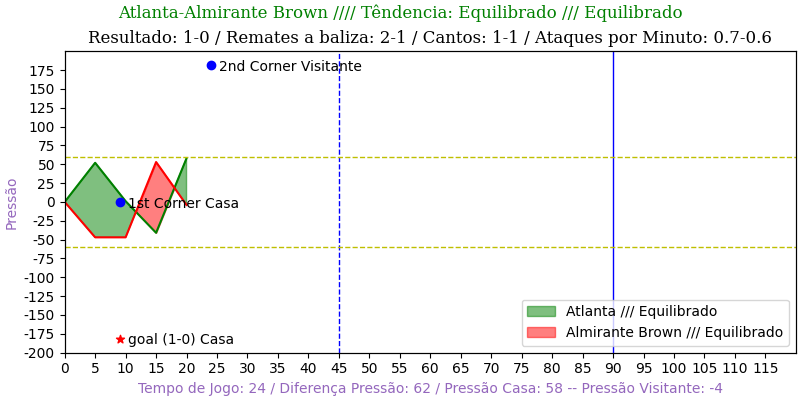 Atlanta-Almirante Brown //// Têndencia: Equilibrado /// Equilibrado
Resultado: 1-0 / Remates a baliza: 2-1 / Cantos: 1-1 / Ataques por Minuto: 0.7-0.6
175
2nd Corner Visitante
150
125
100
75
50
25
0
1st Corner Casa
-25
-50
-75
-100
-125
-150
-175
-200
Pressão
goal (1-0) Casa
Atlanta /// Equilibrado
Almirante Brown /// Equilibrado
0 5 10 15 20 25 30 35 40 45 50 55 60 65 70 75 80 85 90 95 100 105 110 115
Tempo de Jogo: 24 / Diferença Pressão: 62 / Pressão Casa: 58 -- Pressão Visitante: -4